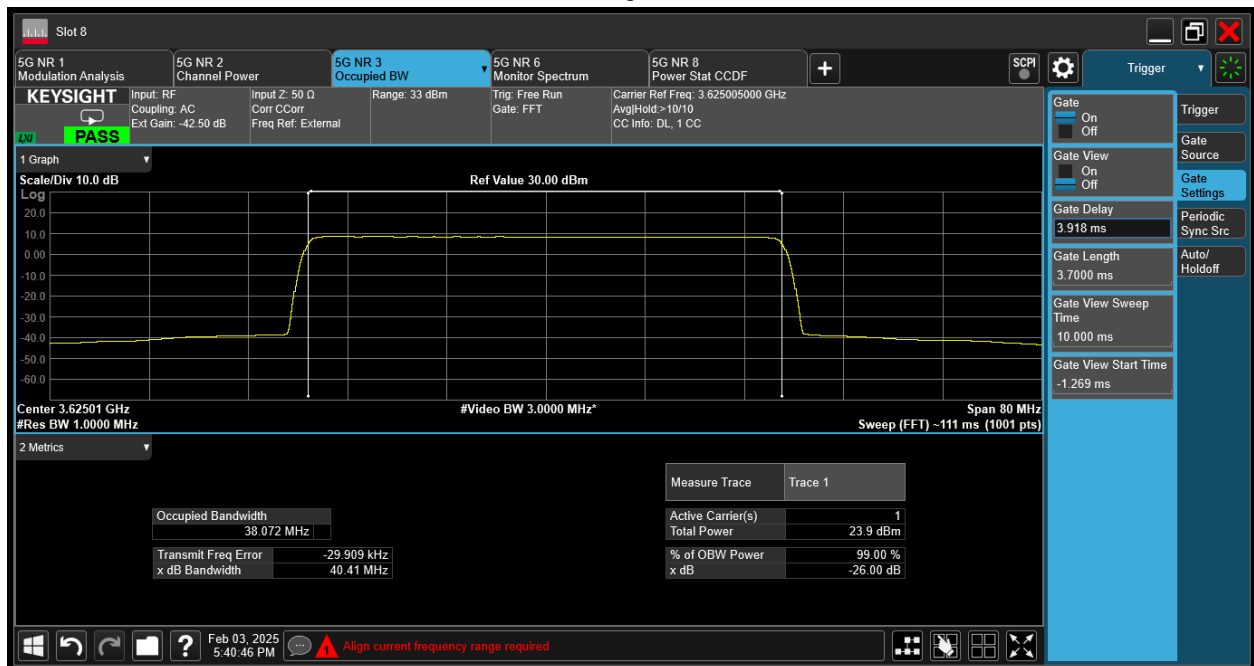 Slot 8
5G NR 1
Modulation Analysis
5G NR 2
Channel Power
5G NR 3
Occupied BW
5G NR 6
Monitor Spectrum
5G NR 8
Power Stat CCDF
SCPI
Trigger
KEYSIGHT
LXI
PASS
Input: RF
Coupling: AC
Ext Gain: -42.50 dB
Input Z: 50 Ω
Corr CCorr
Freq Ref: External
Range: 33 dBm
Trig: Free Run
Gate: FFT
Carrier Ref Freq: 3.625005000 GHz
Avg|Hold:>10/10
CC Info: DL, 1 CC
1 Graph
Scale/Div 10.0 dB
Ref Value 30.00 dBm
Log
20.0
10.0
0.00
-10.0
-20.0
-30.0
-40.0
-50.0
-60.0
Center 3.62501 GHz
#Video BW 3.0000 MHz*
Span 80 MHz
#Res BW 1.0000 MHz
Sweep (FFT) ~111 ms (1001 pts)
2 Metrics
Measure Trace Trace 1
Occupied Bandwidth
38.072 MHz
Active Carrier(s) 1
Total Power 23.9 dBm
Transmit Freq Error -29.909 kHz
x dB Bandwidth 40.41 MHz
% of OBW Power 99.00 %
x dB -26.00 dB
Gate
On
Off
Gate View
On
Off
Gate Delay
3.918 ms
Gate Length
3.7000 ms
Gate View Sweep
Time
10.000 ms
Gate View Start Time
-1.269 ms
Trigger
Gate
Source
Gate
Settings
Periodic
Sync Src
Auto/
Holdoff
?
Feb 03, 2025
5:40:46 PM
1
Align current frequency range required